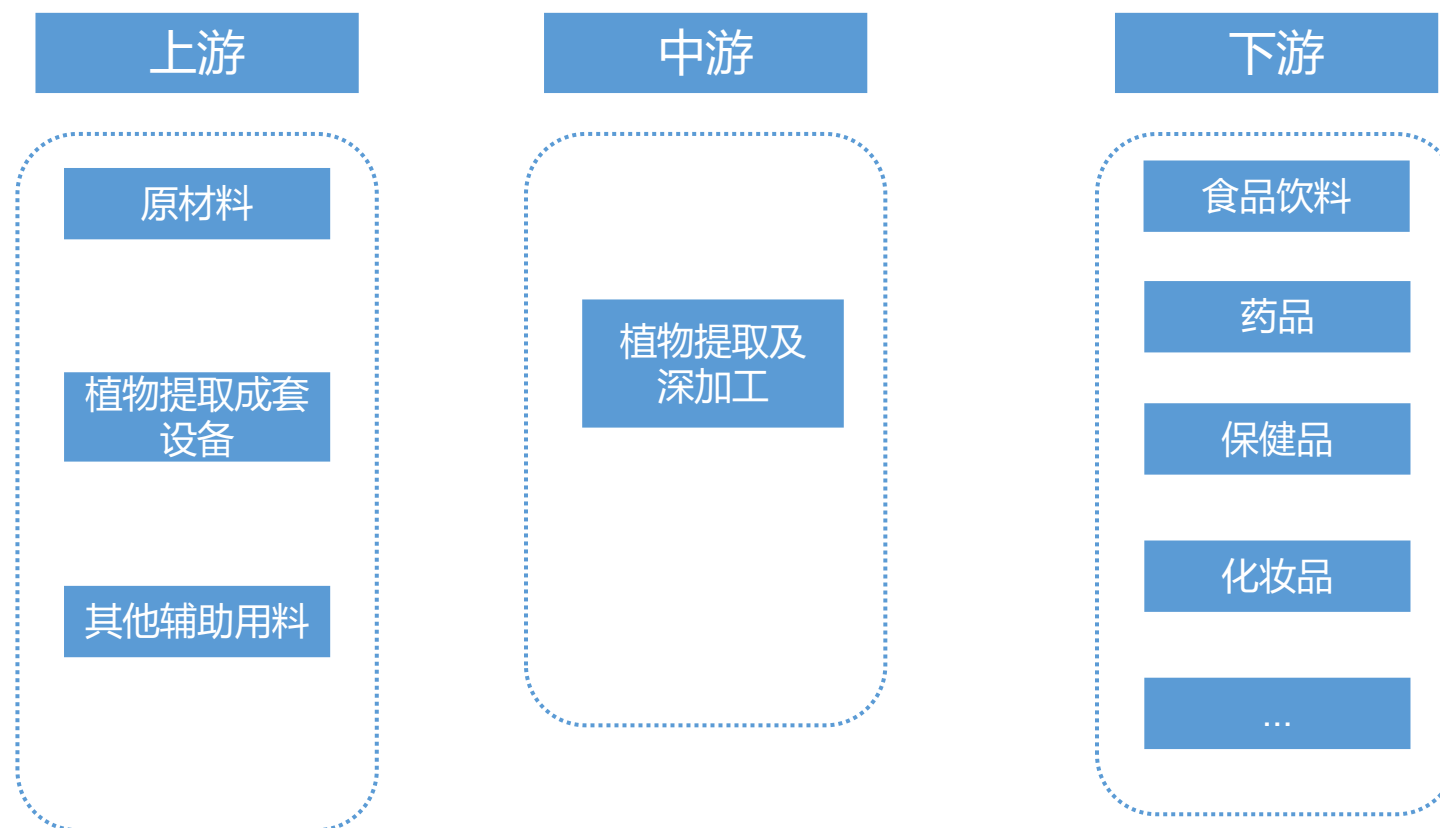 上游
原材料
植物提取成套
设备
其他辅助用料
中游
植物提取及
深加工
下游
食品饮料
药品
保健品
化妆品
...